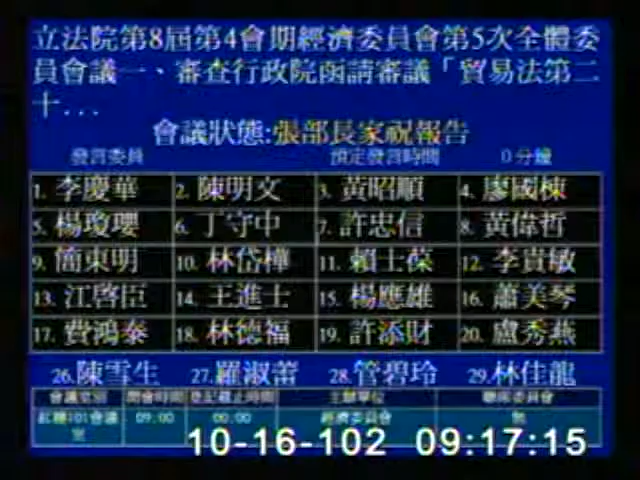 立法院第8屆第4會期經濟委員會第5次全體委
員會議一、審查行政院函請審議「貿易法第二
十...
會議狀態:張部長家祝報告
發言委員 預定發言時間 0分鐘
1. 李慶華 2. 陳明文 3. 黃昭順 4. 廖國棟
5. 楊瓊瓔 6. 丁守中 7. 許忠信 8. 黃偉哲
9. 簡東明 10. 林岱樺 11. 賴士葆 12. 李貴敏
13. 江啓臣 14. 王進士 15. 楊應雄 16. 蕭美琴
17. 費鴻泰 18. 林德福 19. 許添財 20. 盧秀燕
26.陳雪生 27.羅淑蕾 28.管碧玲 29.林佳龍
會議室別 開會時間 登記截止時間 主辦單位 聯席委員會
紅樓101會議室 09:00 00:00 經濟委員會 無
10-16-102 09:17:15